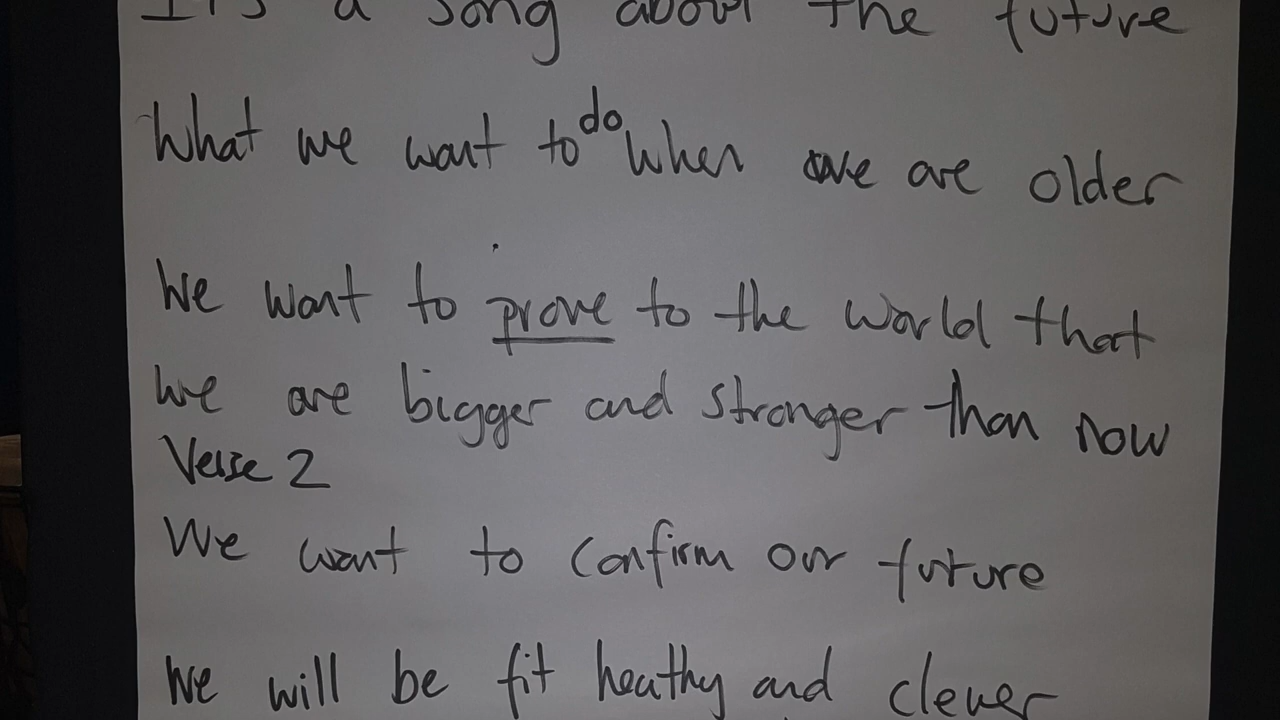 It's a song about the future
What we want to do when we are older
We want to prove to the world that
we are bigger and stronger than now
Verse 2
We want to confirm our future
We will be fit heathy and clever